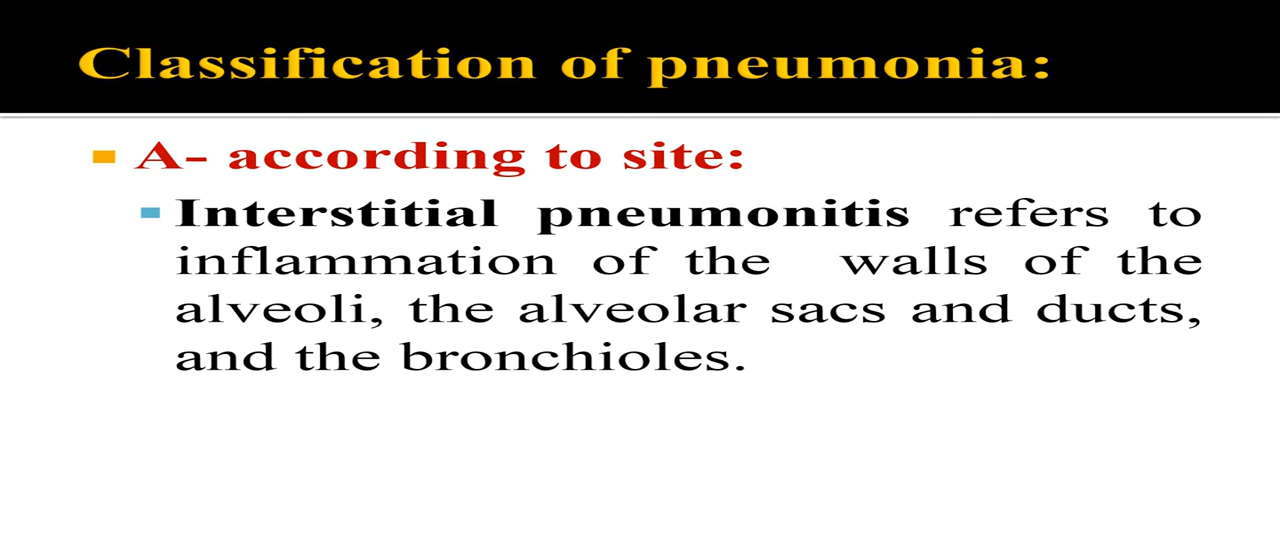 Classification of pneumonia:
A- according to site:
Interstitial pneumonitis refers to
inflammation of the walls of the
alveoli, the alveolar sacs and ducts,
and the bronchioles.